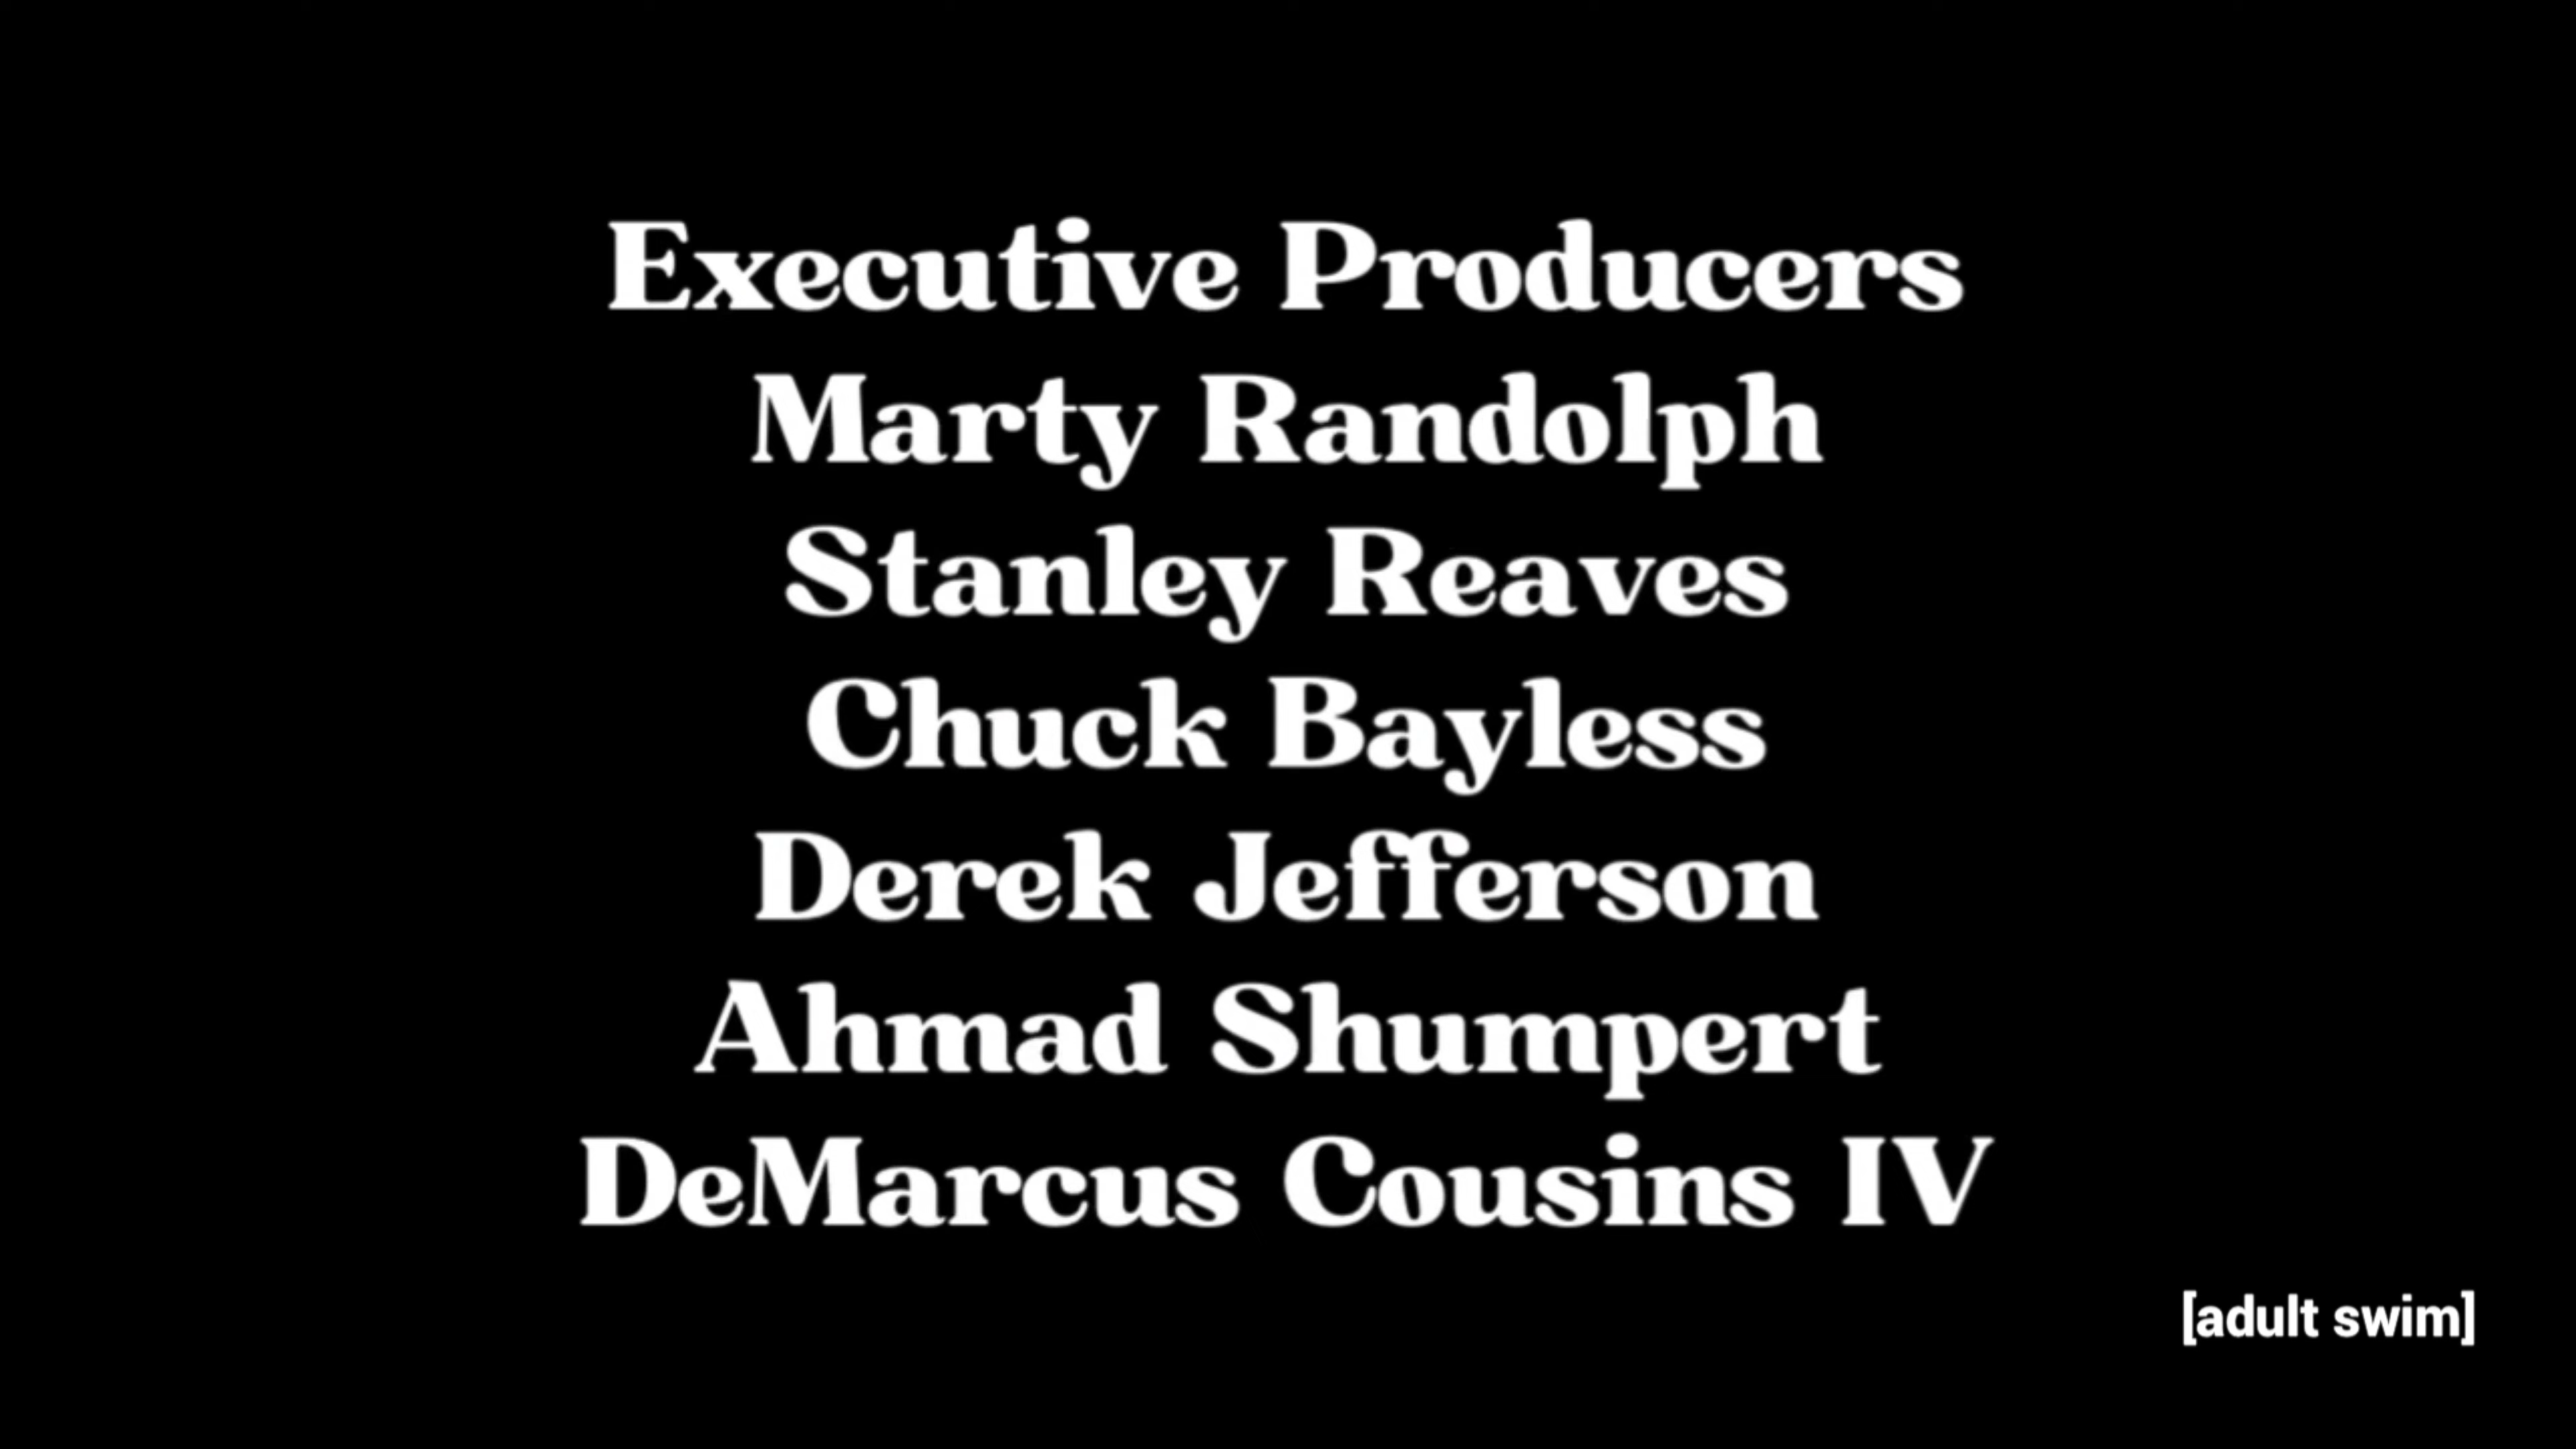 Executive Producers
Marty Randolph
Stanley Reaves
Chuck Bayless
Derek Jefferson
Ahmad Shumpert
DeMarcus Cousins IV
[adult swim]